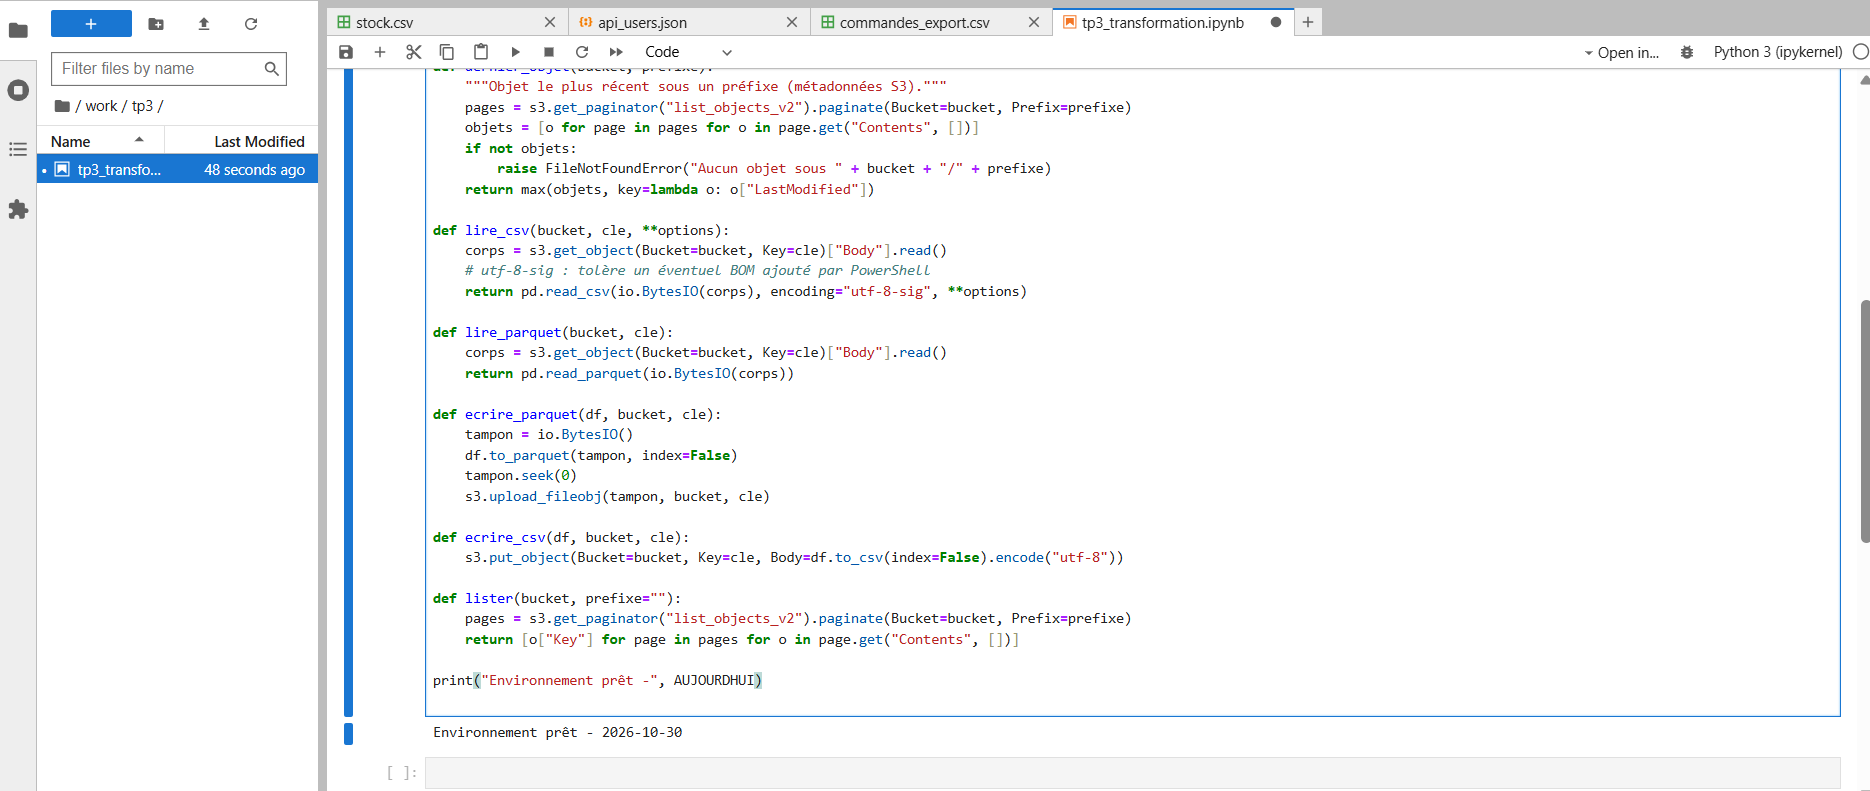 stock.csv
api_users.json
commandes_export.csv
tp3_transformation.ipynb
Code
Open in...
Python 3 (ipykernel)
Filter files by name
/ work / tp3 /
Name
Last Modified
tp3_transfo...
48 seconds ago
def dernier_objet(bucket, prefixe):
"""Objet le plus récent sous un préfixe (métadonnées S3)."""
pages = s3.get_paginator("list_objects_v2").paginate(Bucket=bucket, Prefix=prefixe)
objets = [o for page in pages for o in page.get("Contents", [])]
if not objets:
raise FileNotFoundError("Aucun objet sous " + bucket + "/" + prefixe)
return max(objets, key=lambda o: o["LastModified"])
def lire_csv(bucket, cle, **options):
corps = s3.get_object(Bucket=bucket, Key=cle)["Body"].read()
# utf-8-sig : tolère un éventuel BOM ajouté par PowerShell
return pd.read_csv(io.BytesIO(corps), encoding="utf-8-sig", **options)
def lire_parquet(bucket, cle):
corps = s3.get_object(Bucket=bucket, Key=cle)["Body"].read()
return pd.read_parquet(io.BytesIO(corps))
def ecrire_parquet(df, bucket, cle):
tampon = io.BytesIO()
df.to_parquet(tampon, index=False)
tampon.seek(0)
s3.upload_fileobj(tampon, bucket, cle)
def ecrire_csv(df, bucket, cle):
s3.put_object(Bucket=bucket, Key=cle, Body=df.to_csv(index=False).encode("utf-8"))
def lister(bucket, prefixe=""):
pages = s3.get_paginator("list_objects_v2").paginate(Bucket=bucket, Prefix=prefixe)
return [o["Key"] for page in pages for o in page.get("Contents", [])]
print("Environnement prêt -", AUJOURDHUI)
Environnement prêt - 2026-10-30
[ ]: